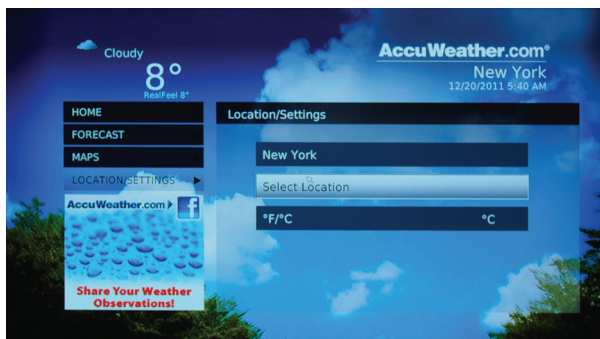 Cloudy
8°
RealFeel 8°
AccuWeather.com®
New York
12/20/2011 5:40 AM
HOME
FORECAST
MAPS
LOCATION/SETTINGS
Location/Settings
New York
Select Location
°F/°C °C
AccuWeather.com
f
Share Your Weather
Observations!